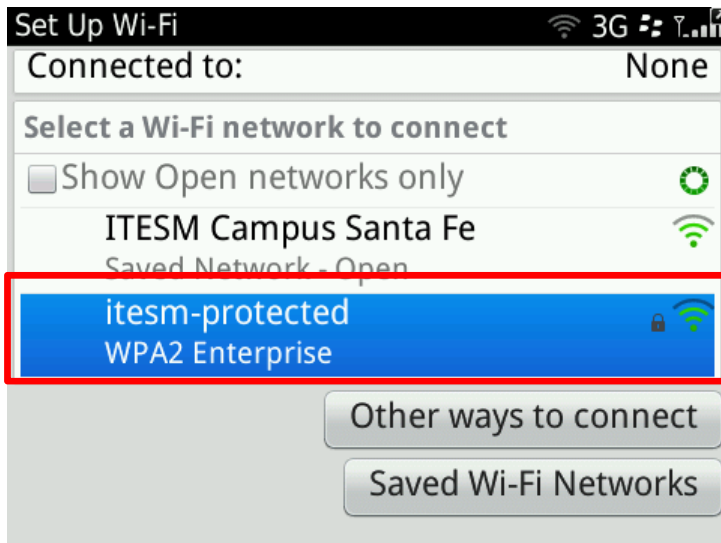 Set Up Wi-Fi 3G
Connected to: None
Select a Wi-Fi network to connect
Show Open networks only
ITESM Campus Santa Fe
Saved Network - Open
itesm-protected
WPA2 Enterprise
Other ways to connect
Saved Wi-Fi Networks